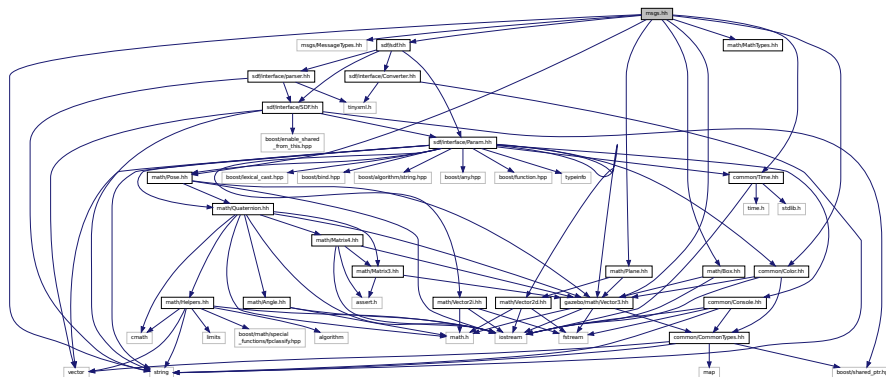 msgs.hh
msgs/MessageTypes.hh
sdf/sdf.hh
math/MathTypes.hh
sdf/interface/parser.hh
sdf/interface/Converter.hh
sdf/interface/SDF.hh
tinyxml.h
boost/enable_shared
_from_this.hpp
sdf/interface/Param.hh
math/Pose.hh
boost/lexical_cast.hpp
boost/bind.hpp
boost/algorithm/string.hpp
boost/any.hpp
boost/function.hpp
typeinfo
common/Time.hh
math/Quaternion.hh
time.h
stdlib.h
math/Matrix4.hh
math/Matrix3.hh
math/Plane.hh
math/Box.hh
common/Color.hh
assert.h
math/Helpers.hh
math/Angle.hh
math/Vector2i.hh
math/Vector2d.hh
gazebo/math/Vector3.hh
common/Console.hh
cmath
limits
boost/math/special
_functions/fpclassify.hpp
algorithm
math.h
iostream
fstream
common/CommonTypes.hh
vector
string
map
boost/shared_ptr.hpp